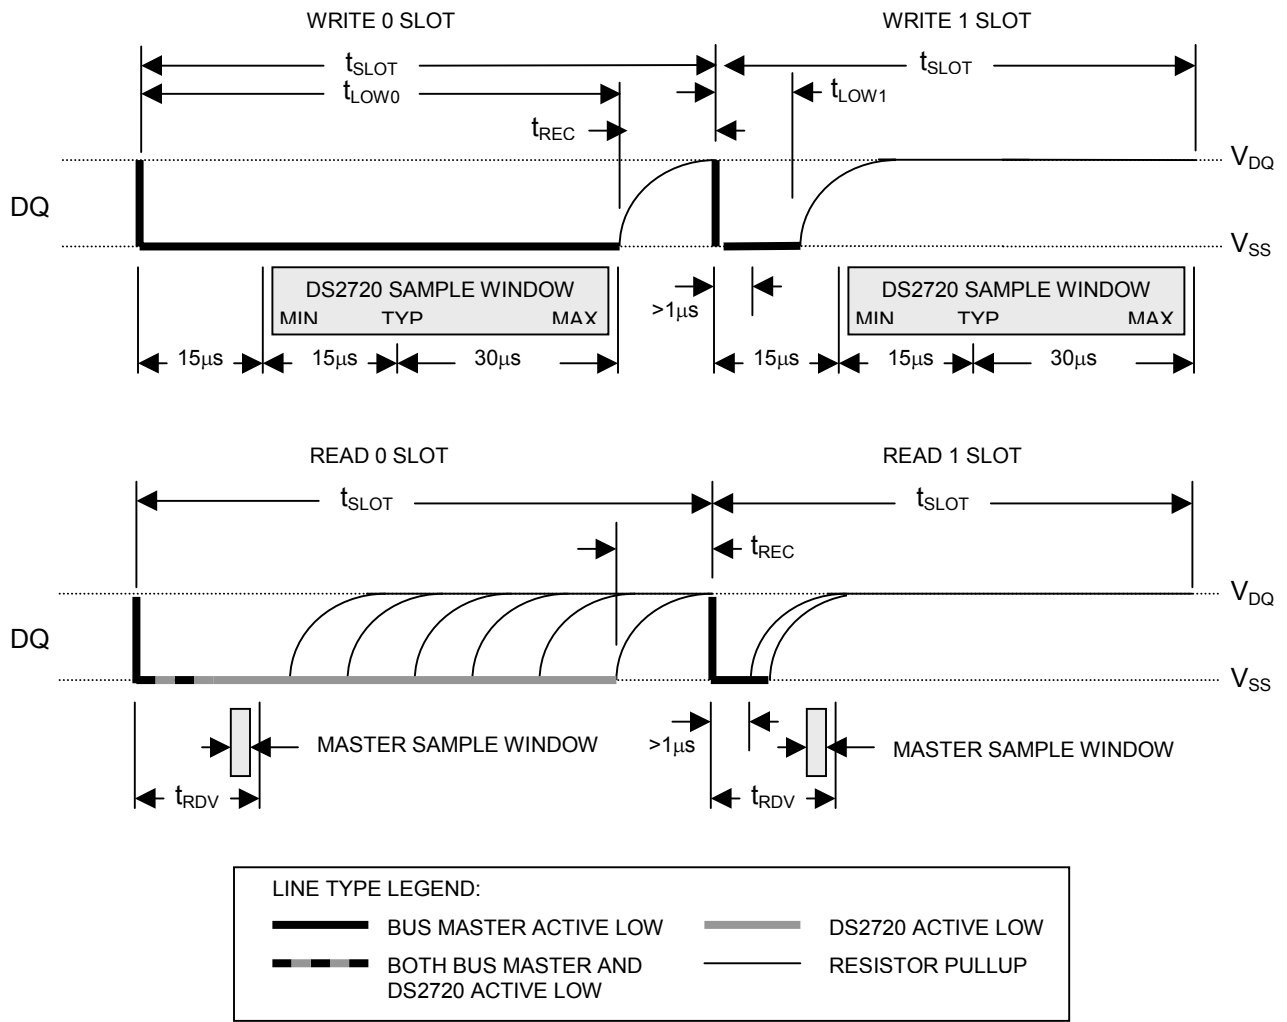 WRITE 0 SLOT WRITE 1 SLOT
tSLOT tSLOT
tLOW0 tLOW1
tREC
VDQ
DQ
VSS
DS2720 SAMPLE WINDOW DS2720 SAMPLE WINDOW
MIN TYP MAX >1μs MIN TYP MAX
15μs 15μs 30μs 15μs 15μs 30μs
READ 0 SLOT READ 1 SLOT
tSLOT tSLOT
tREC
VDQ
DQ
VSS
MASTER SAMPLE WINDOW >1μs MASTER SAMPLE WINDOW
tRDV tRDV
LINE TYPE LEGEND:
BUS MASTER ACTIVE LOW DS2720 ACTIVE LOW
BOTH BUS MASTER AND RESISTOR PULLUP
DS2720 ACTIVE LOW